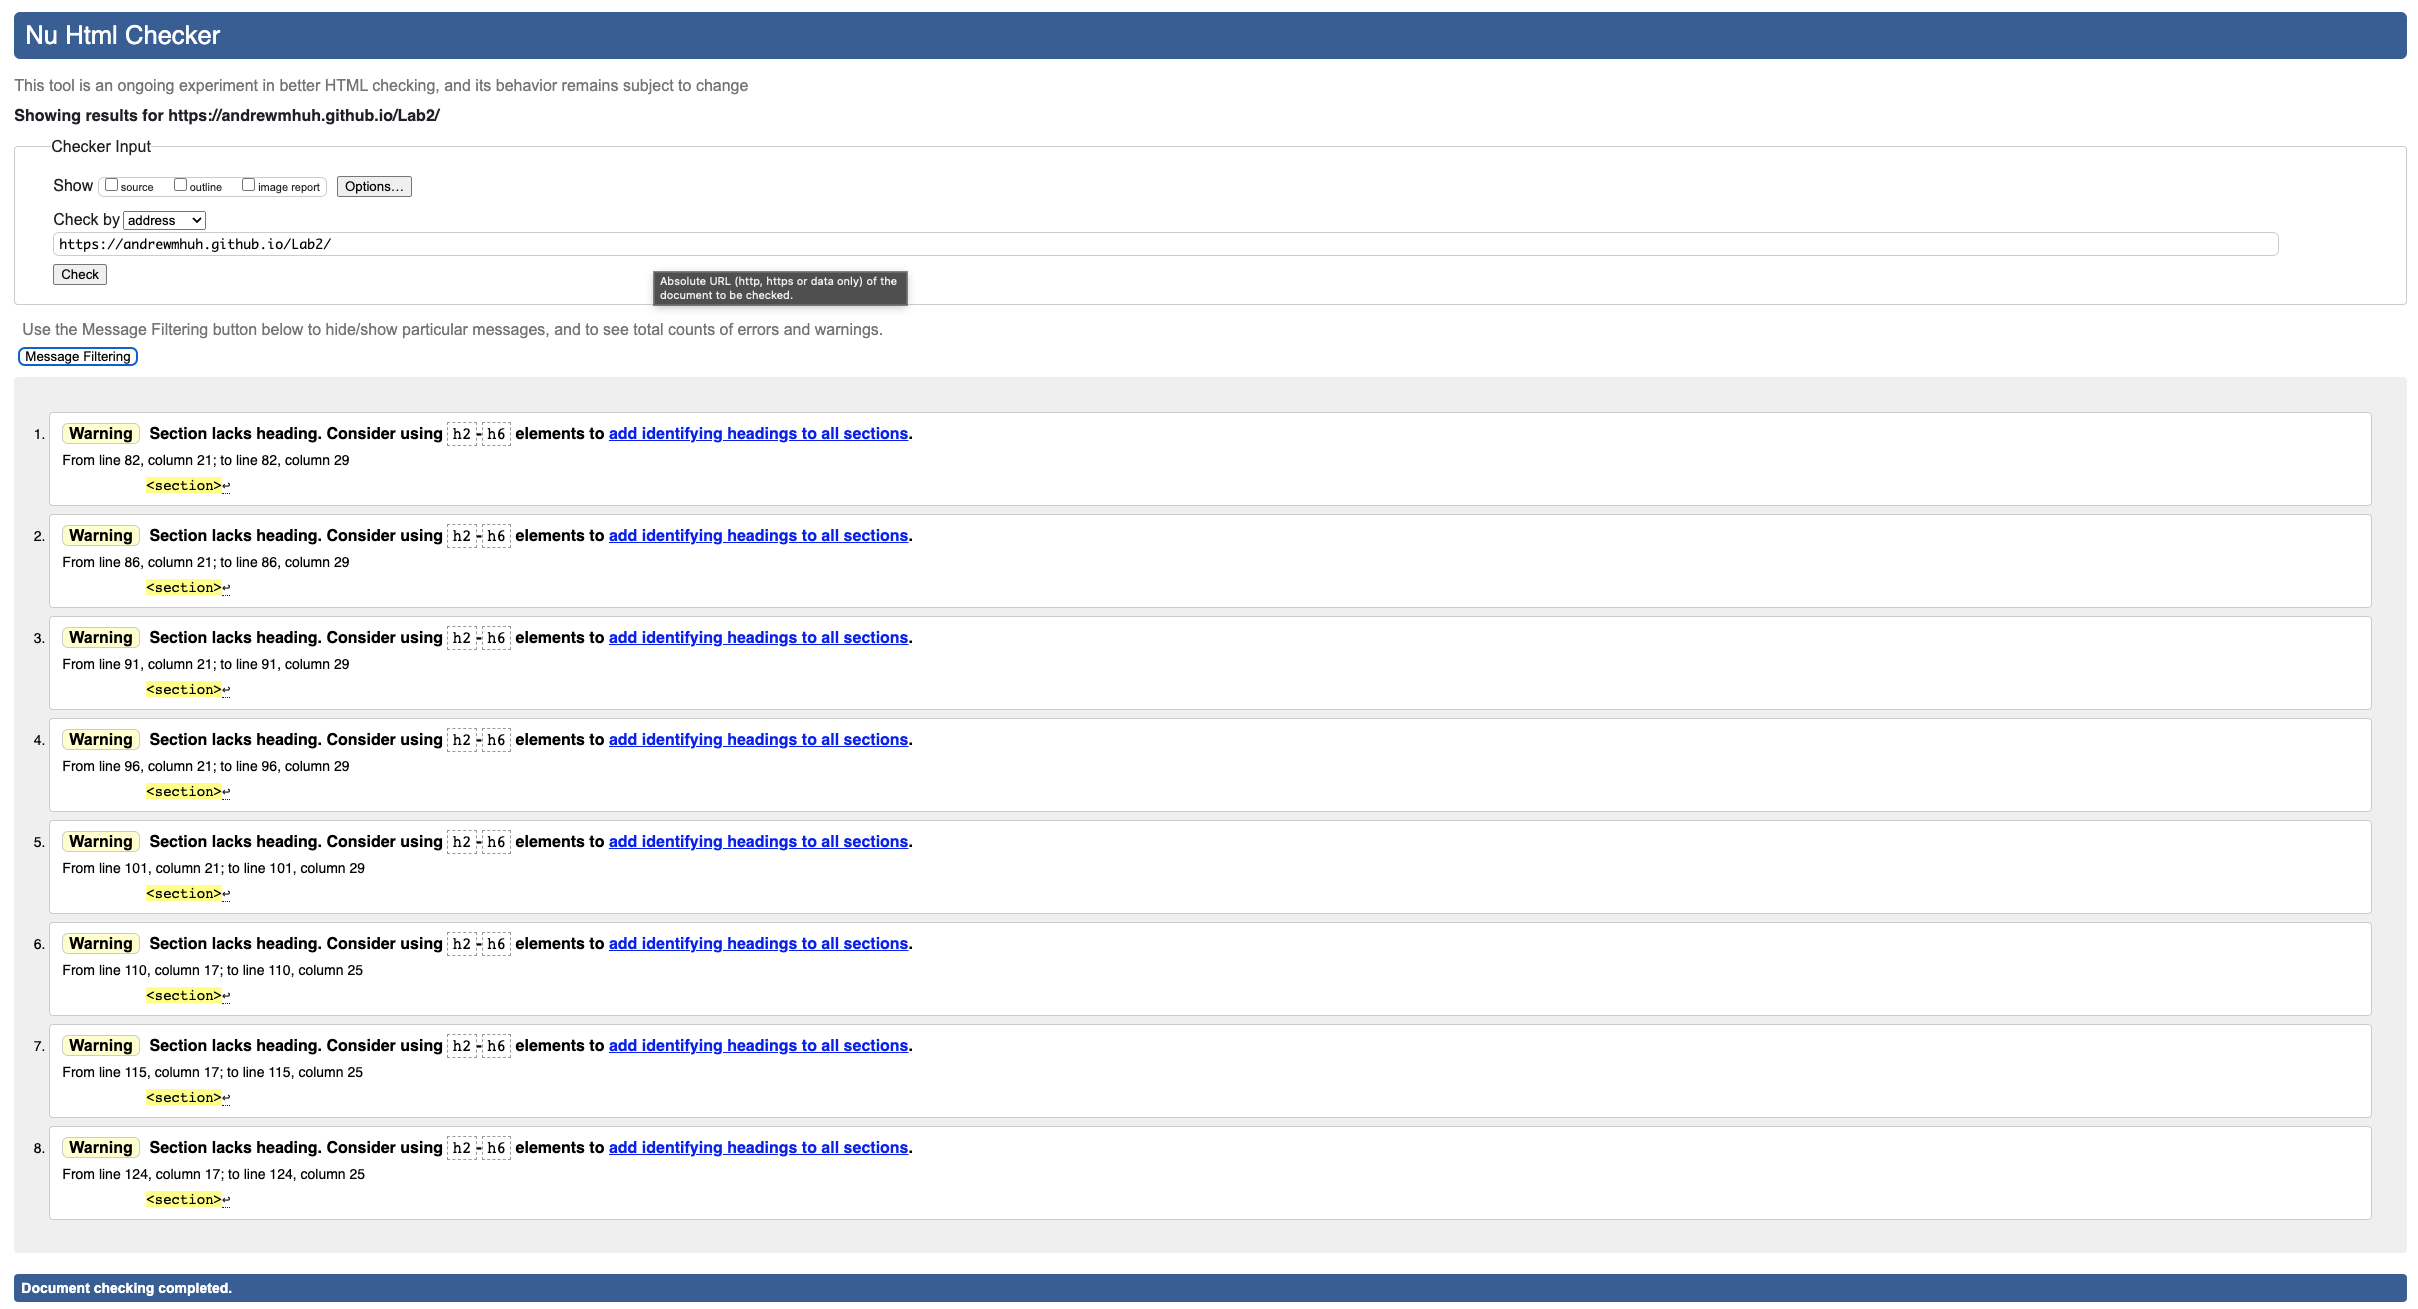 Nu Html Checker
This tool is an ongoing experiment in better HTML checking, and its behavior remains subject to change
Showing results for https://andrewmhuh.github.io/Lab2/
Checker Input
Show source outline image report Options...
Check by address
https://andrewmhuh.github.io/Lab2/
Check
Absolute URL (http, https or data only) of the
document to be checked.
Use the Message Filtering button below to hide/show particular messages, and to see total counts of errors and warnings.
Message Filtering
1. Warning Section lacks heading. Consider using h2-h6 elements to add identifying headings to all sections.
From line 82, column 21; to line 82, column 29
<section>↩
2. Warning Section lacks heading. Consider using h2-h6 elements to add identifying headings to all sections.
From line 86, column 21; to line 86, column 29
<section>↩
3. Warning Section lacks heading. Consider using h2-h6 elements to add identifying headings to all sections.
From line 91, column 21; to line 91, column 29
<section>↩
4. Warning Section lacks heading. Consider using h2-h6 elements to add identifying headings to all sections.
From line 96, column 21; to line 96, column 29
<section>↩
5. Warning Section lacks heading. Consider using h2-h6 elements to add identifying headings to all sections.
From line 101, column 21; to line 101, column 29
<section>↩
6. Warning Section lacks heading. Consider using h2-h6 elements to add identifying headings to all sections.
From line 110, column 17; to line 110, column 25
<section>↩
7. Warning Section lacks heading. Consider using h2-h6 elements to add identifying headings to all sections.
From line 115, column 17; to line 115, column 25
<section>↩
8. Warning Section lacks heading. Consider using h2-h6 elements to add identifying headings to all sections.
From line 124, column 17; to line 124, column 25
<section>↩
Document checking completed.